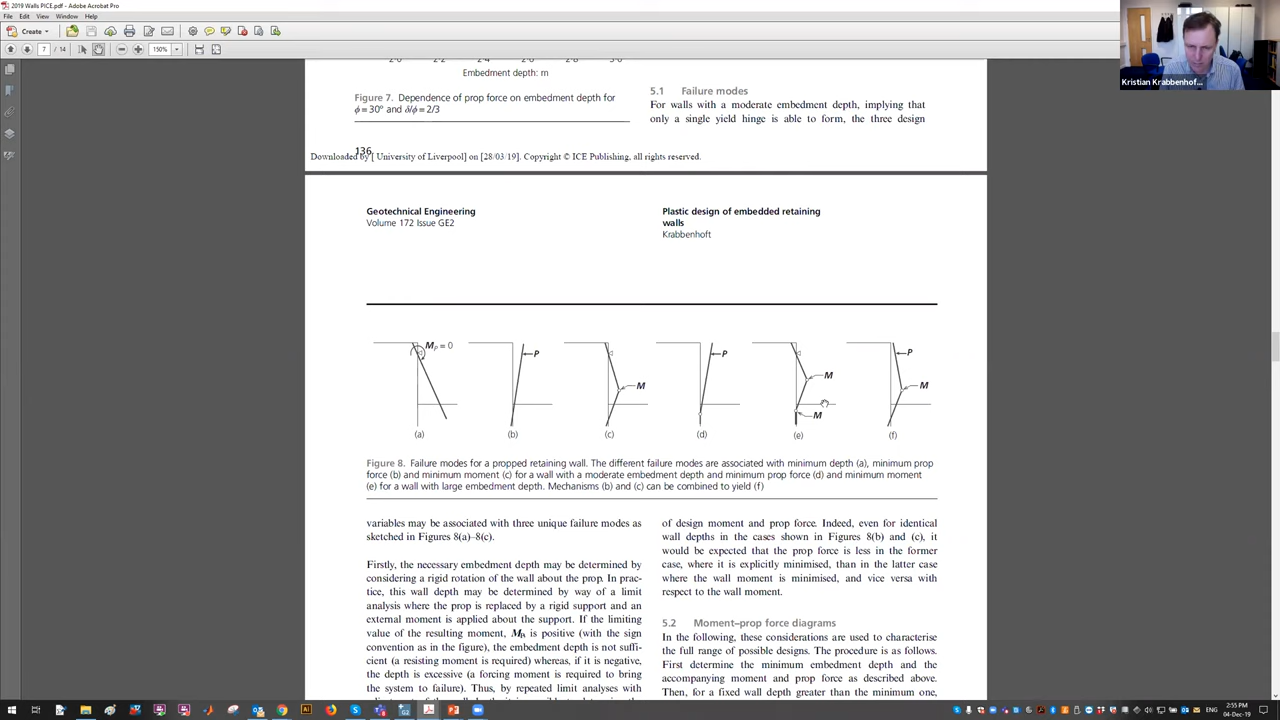 2019 Walls PICE.pdf - Adobe Acrobat Pro
File Edit View Window Help
Create
7 / 14
150%
Kristian Krabbenhof...
2·0 2·2 2·4 2·6 2·8 3·0
Embedment depth: m
Figure 7. Dependence of prop force on embedment depth for
ϕ = 30° and δ/ϕ = 2/3
5.1 Failure modes
For walls with a moderate embedment depth, implying that
only a single yield hinge is able to form, the three design
136
Downloaded by [ University of Liverpool] on [28/03/19]. Copyright © ICE Publishing, all rights reserved.
Geotechnical Engineering
Volume 172 Issue GE2
Plastic design of embedded retaining
walls
Krabbenhoft
MP = 0
P
M
P
M
M
P
M
(a) (b) (c) (d) (e) (f)
Figure 8. Failure modes for a propped retaining wall. The different failure modes are associated with minimum depth (a), minimum prop
force (b) and minimum moment (c) for a wall with a moderate embedment depth and minimum prop force (d) and minimum moment
(e) for a wall with large embedment depth. Mechanisms (b) and (c) can be combined to yield (f)
variables may be associated with three unique failure modes as
sketched in Figures 8(a)–8(c).
Firstly, the necessary embedment depth may be determined by
considering a rigid rotation of the wall about the prop. In prac-
tice, this wall depth may be determined by way of a limit
analysis where the prop is replaced by a rigid support and an
external moment is applied about the support. If the limiting
value of the resulting moment, MP, is positive (with the sign
convention as in the figure), the embedment depth is not suffi-
cient (a resisting moment is required) whereas, if it is negative,
the depth is excessive (a forcing moment is required to bring
the system to failure). Thus, by repeated limit analyses with
of design moment and prop force. Indeed, even for identical
wall depths in the cases shown in Figures 8(b) and (c), it
would be expected that the prop force is less in the former
case, where it is explicitly minimised, than in the latter case
where the wall moment is minimised, and vice versa with
respect to the wall moment.
5.2 Moment–prop force diagrams
In the following, these considerations are used to characterise
the full range of possible designs. The procedure is as follows.
First determine the minimum embedment depth and the
accompanying moment and prop force as described above.
Then, for a fixed wall depth greater than the minimum one,
ENG
2:55 PM
04-Dec-19